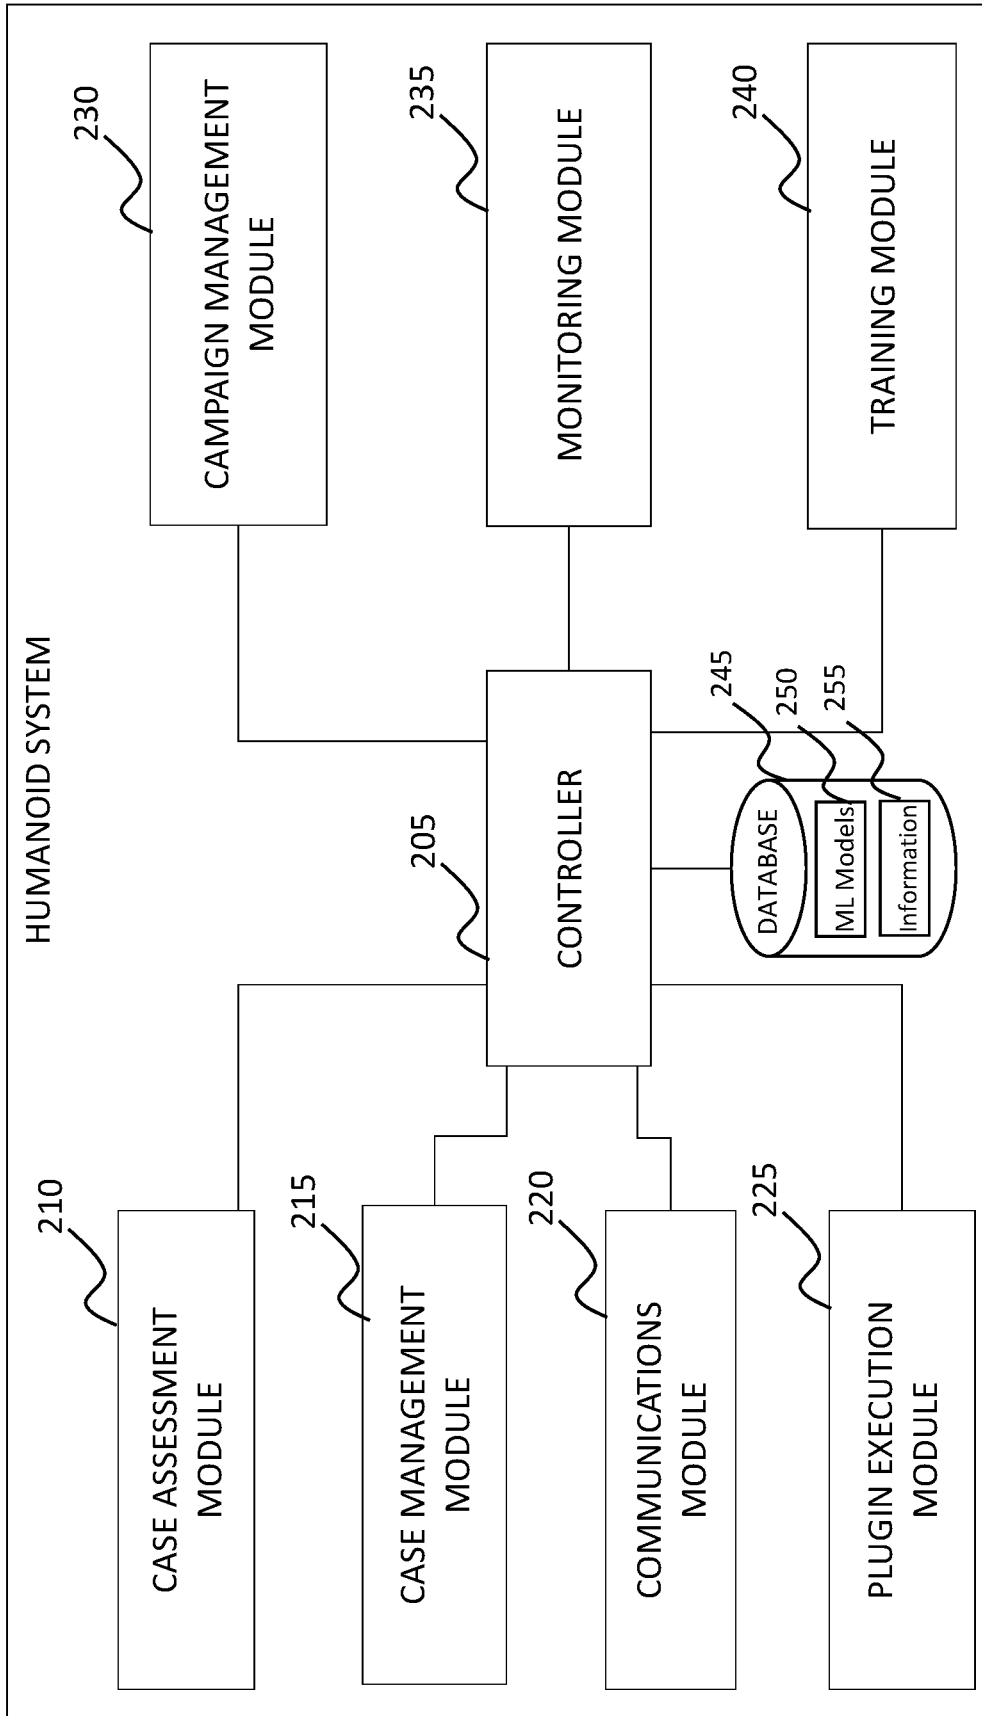 HUMANOID SYSTEM
210
CASE ASSESSMENT
MODULE
215
CASE MANAGEMENT
MODULE
220
COMMUNICATIONS
MODULE
225
PLUGIN EXECUTION
MODULE
205
CONTROLLER
DATABASE
245
ML Models
250
Information
255
230
CAMPAIGN MANAGEMENT
MODULE
235
MONITORING MODULE
240
TRAINING MODULE